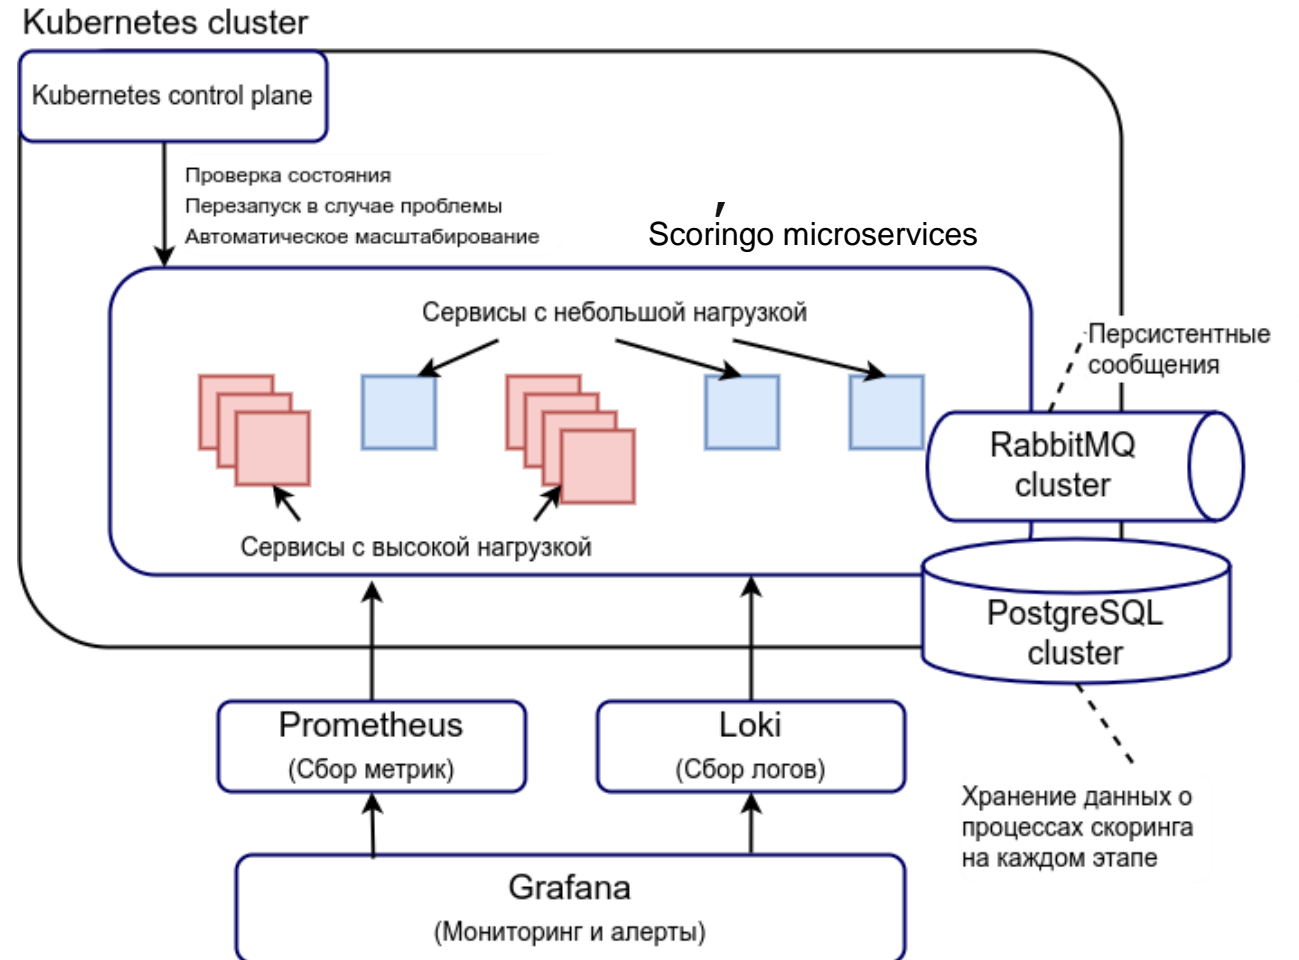 Kubernetes cluster
Kubernetes control plane
Проверка состояния
Перезапуск в случае проблемы
Автоматическое масштабирование
Scoringo microservices
Сервисы с небольшой нагрузкой
Персистентные
сообщения
RabbitMQ
cluster
Сервисы с высокой нагрузкой
PostgreSQL
cluster
Prometheus
(Сбор метрик)
Loki
(Сбор логов)
Хранение данных о
процессах скоринга
на каждом этапе
Grafana
(Мониторинг и алерты)